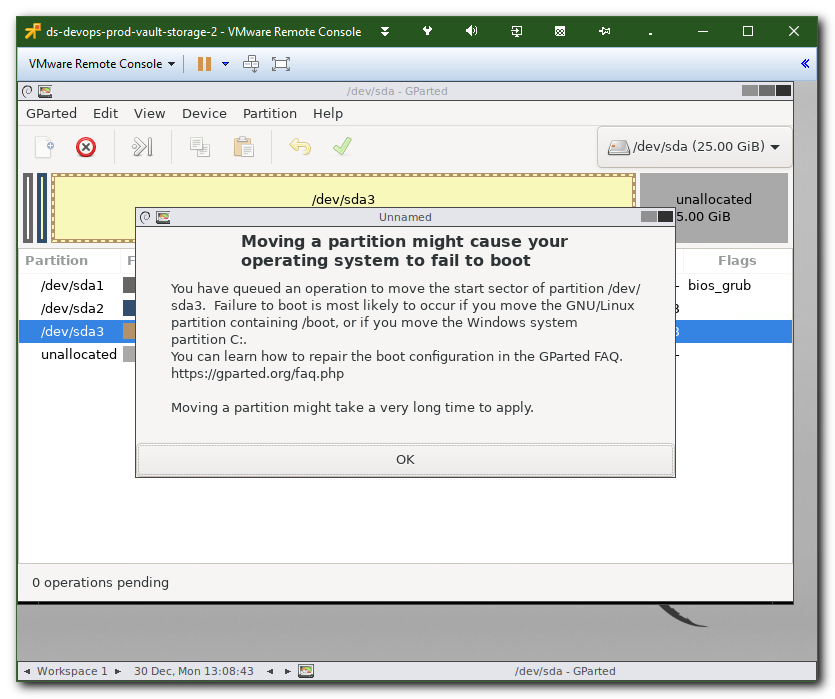 ds-devops-prod-vault-storage-2 - VMware Remote Console
VMware Remote Console
/dev/sda - GParted
GParted Edit View Device Partition Help
/dev/sda (25.00 GiB)
/dev/sda3
unallocated
5.00 GiB
Unnamed
Moving a partition might cause your
operating system to fail to boot
You have queued an operation to move the start sector of partition /dev/
sda3. Failure to boot is most likely to occur if you move the GNU/Linux
partition containing /boot, or if you move the Windows system
partition C:.
You can learn how to repair the boot configuration in the GParted FAQ.
https://gparted.org/faq.php
Moving a partition might take a very long time to apply.
OK
Partition F Flags
/dev/sda1 - bios_grub
/dev/sda2
/dev/sda3
unallocated -
0 operations pending
Workspace 1 30 Dec, Mon 13:08:43 /dev/sda - GParted